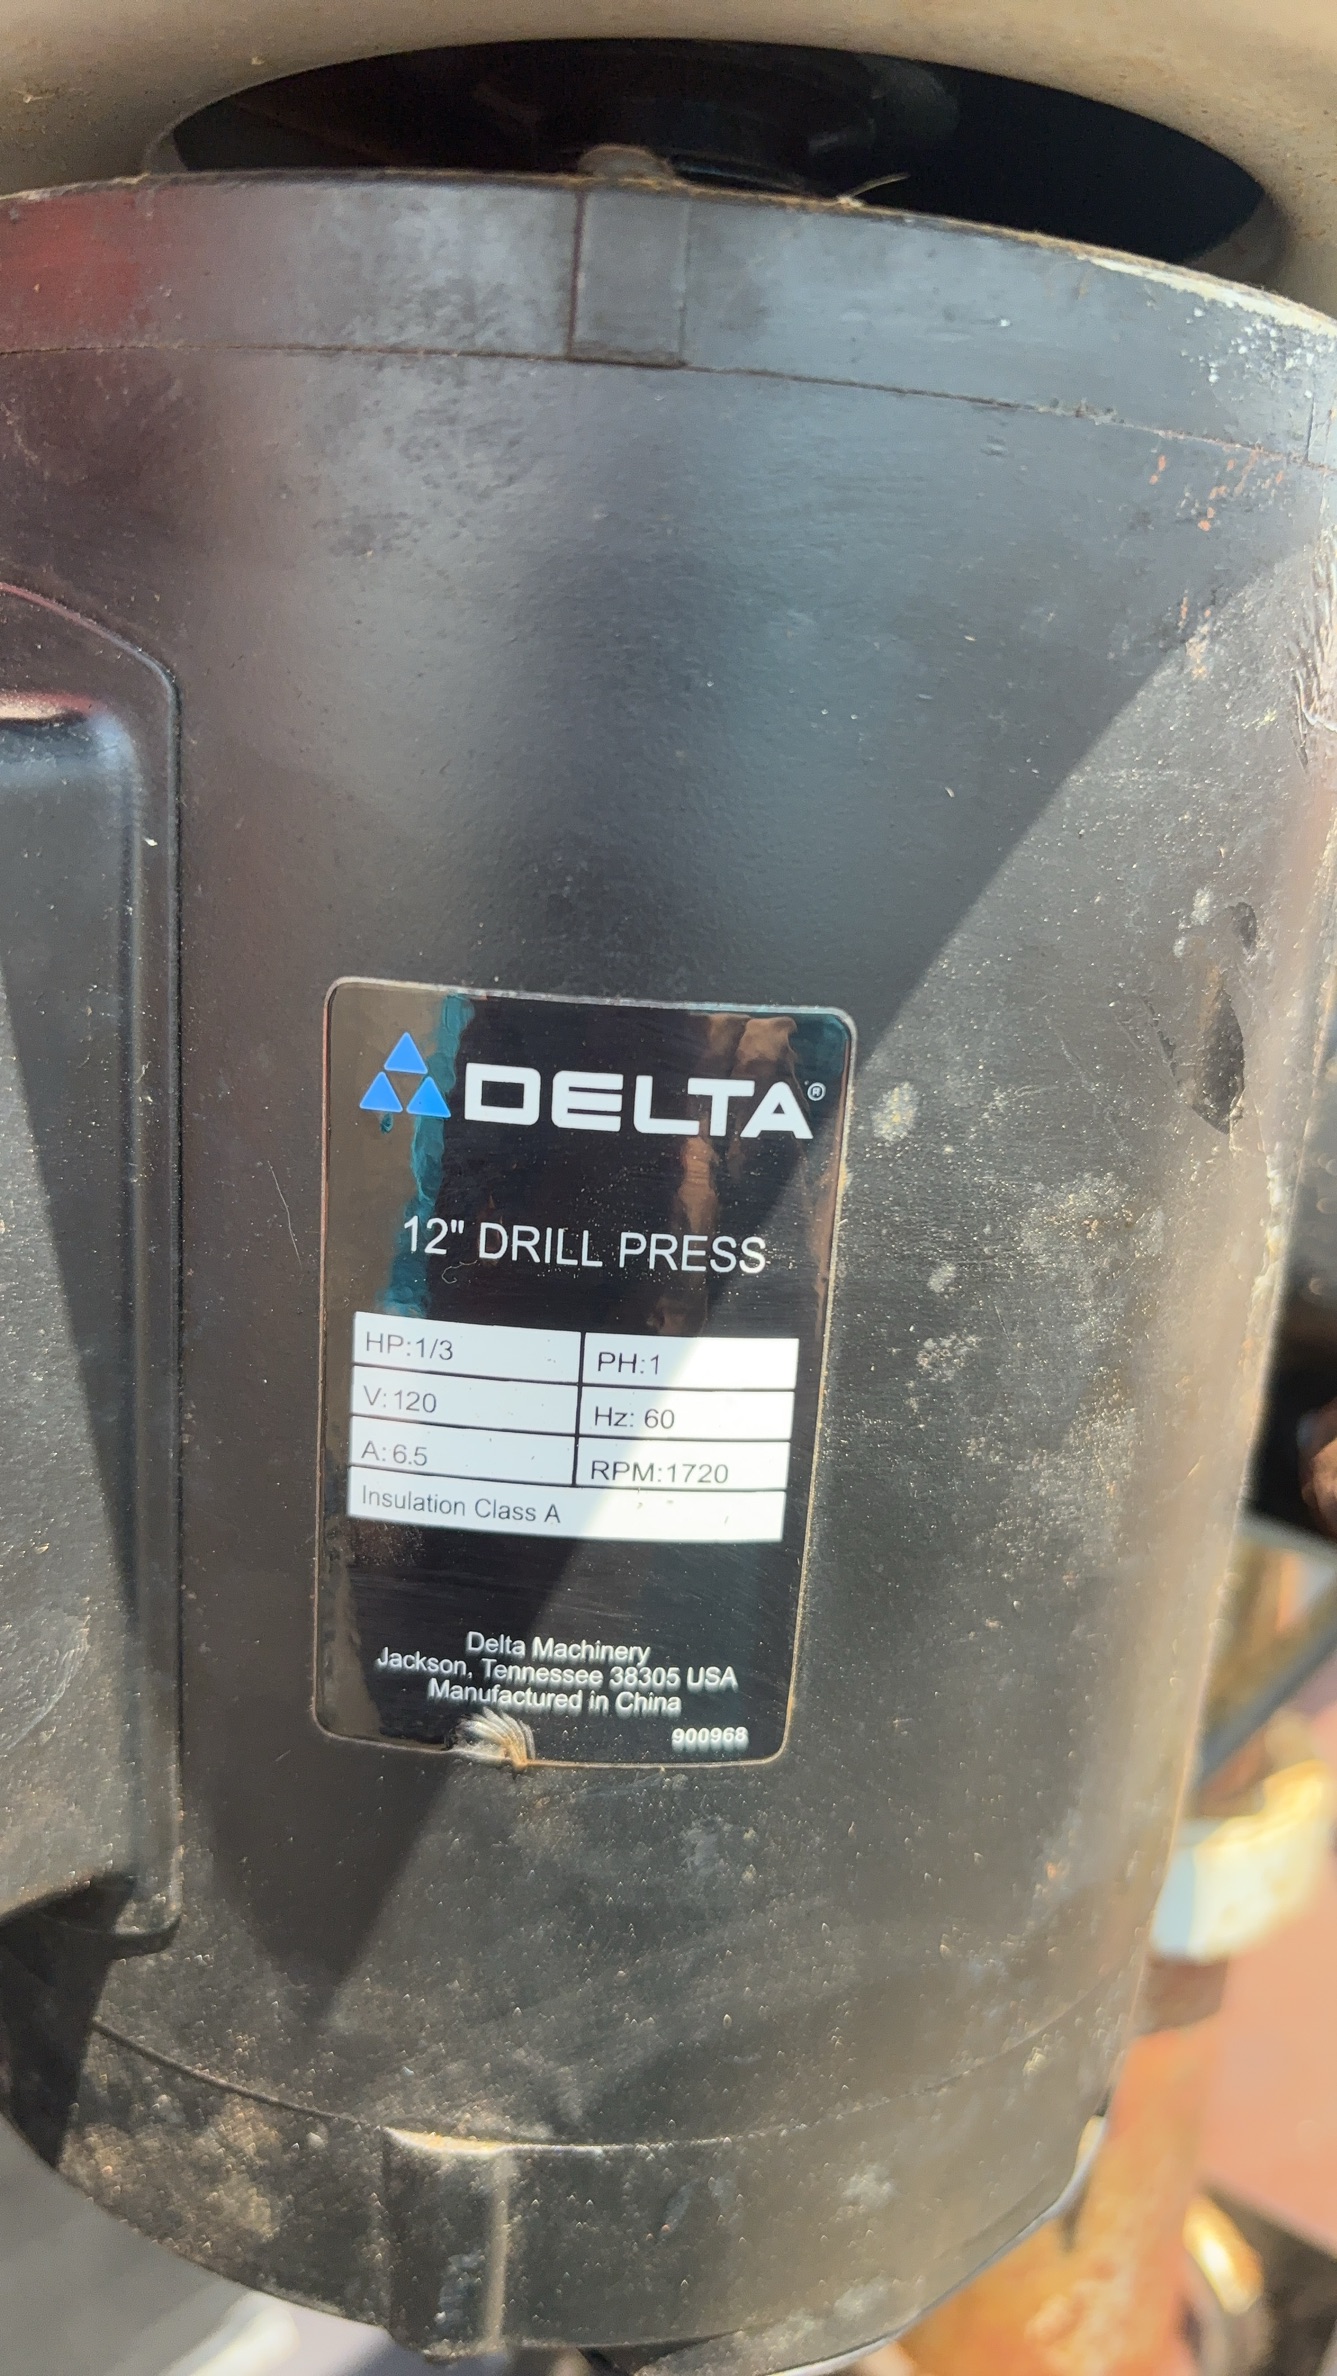 DELTA®
12" DRILL PRESS
HP:1/3 PH:1
V:120 Hz: 60
A:6.5 RPM:1720
Insulation Class A
Delta Machinery
Jackson, Tennessee 38305 USA
Manufactured in China
900968